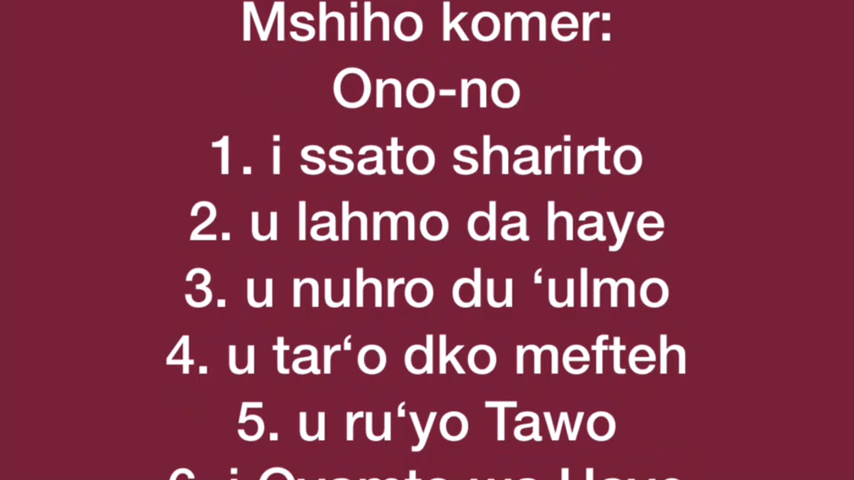 Mshiho komer:
Ono-no
1. i ssato sharirto
2. u lahmo da haye
3. u nuhro du ‘ulmo
4. u tar‘o dko mefteh
5. u ru‘yo Tawo
6. i